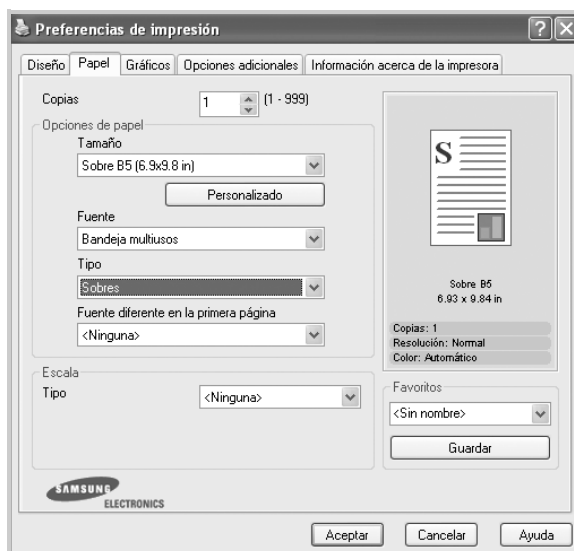 Preferencias de impresión
Diseño Papel Gráficos Opciones adicionales Información acerca de la impresora
Copias 1 (1 - 999)
Opciones de papel
Tamaño
Sobre B5 (6.9x9.8 in)
Personalizado
Fuente
Bandeja multiusos
Tipo
Sobres
Fuente diferente en la primera página
<Ninguna>
S
Sobre B5
6.93 x 9.84 in
Copias: 1
Resolución: Normal
Color: Automático
Escala
Tipo <Ninguna>
Favoritos
<Sin nombre>
Guardar
SAMSUNG
ELECTRONICS
Aceptar Cancelar Ayuda